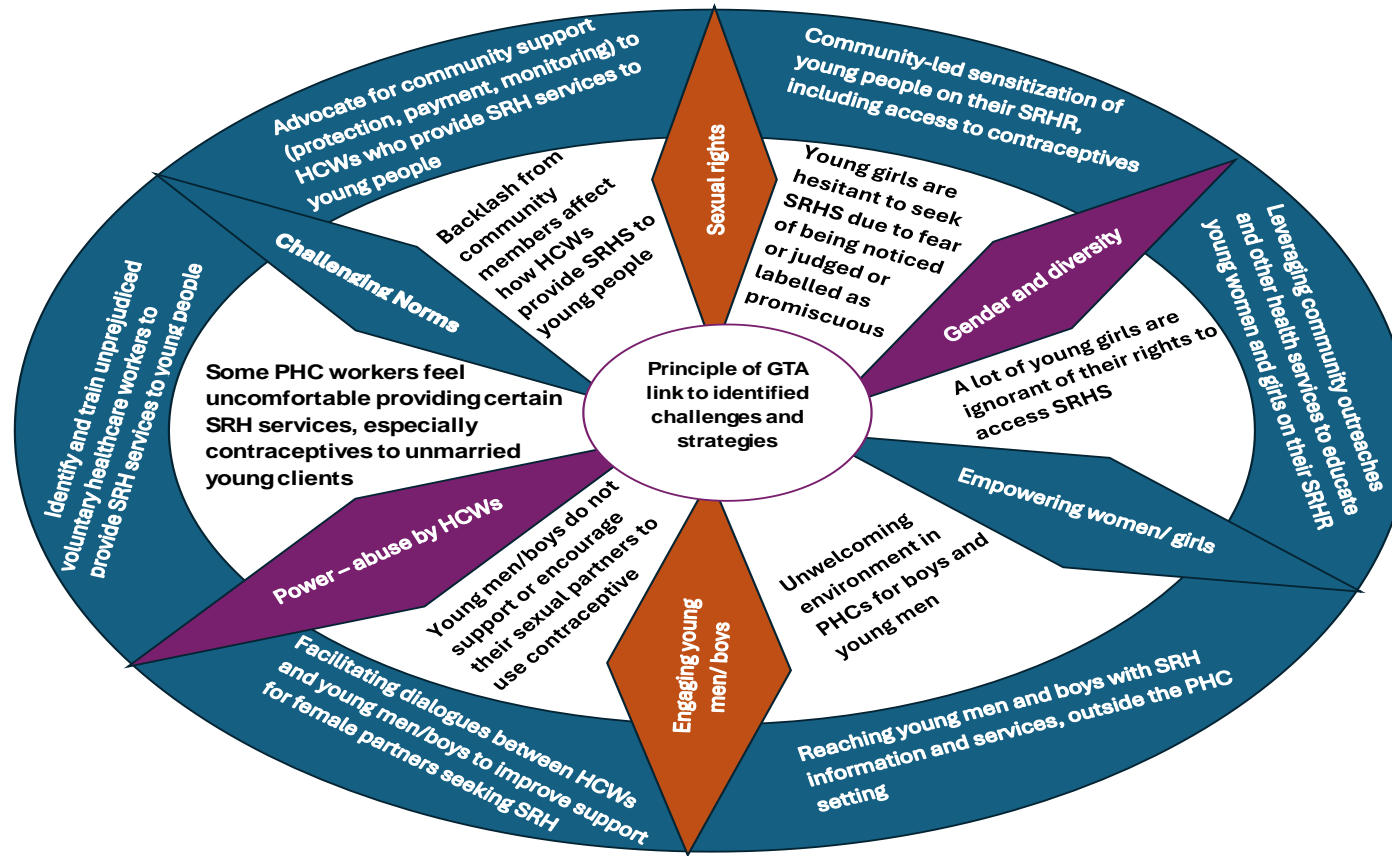 Advocate for community support
(protection, payment, monitoring) to
HCWs who provide SRH services to
young people
Community-led sensitization of
young people on their SRHR,
including access to contraceptives
Leveraging community outreaches
and other health services to educate
young women and girls on their SRHR
Reaching young men and boys with SRH
information and services, outside the PHC
setting
Facilitating dialogues between HCWs
and young men/boys to improve support
for female partners seeking SRH
Identify and train unprejudiced
voluntary healthcare workers to
provide SRH services to young people
Challenging Norms
Sexual rights
Gender and diversity
Empowering women/ girls
Engaging young
men/ boys
Power – abuse by HCWs
Backlash from
community
members affect
how HCWs
provide SRHS to
young people
Young girls are
hesitant to seek
SRHS due to fear
of being noticed
or judged or
labelled as
promiscuous
A lot of young girls are
ignorant of their rights to
access SRHS
Unwelcoming
environment in
PHCs for boys and
young men
Young men/boys do not
support or encourage
their sexual partners to
use contraceptive
Some PHC workers feel
uncomfortable providing certain
SRH services, especially
contraceptives to unmarried
young clients
Principle of GTA
link to identified
challenges and
strategies